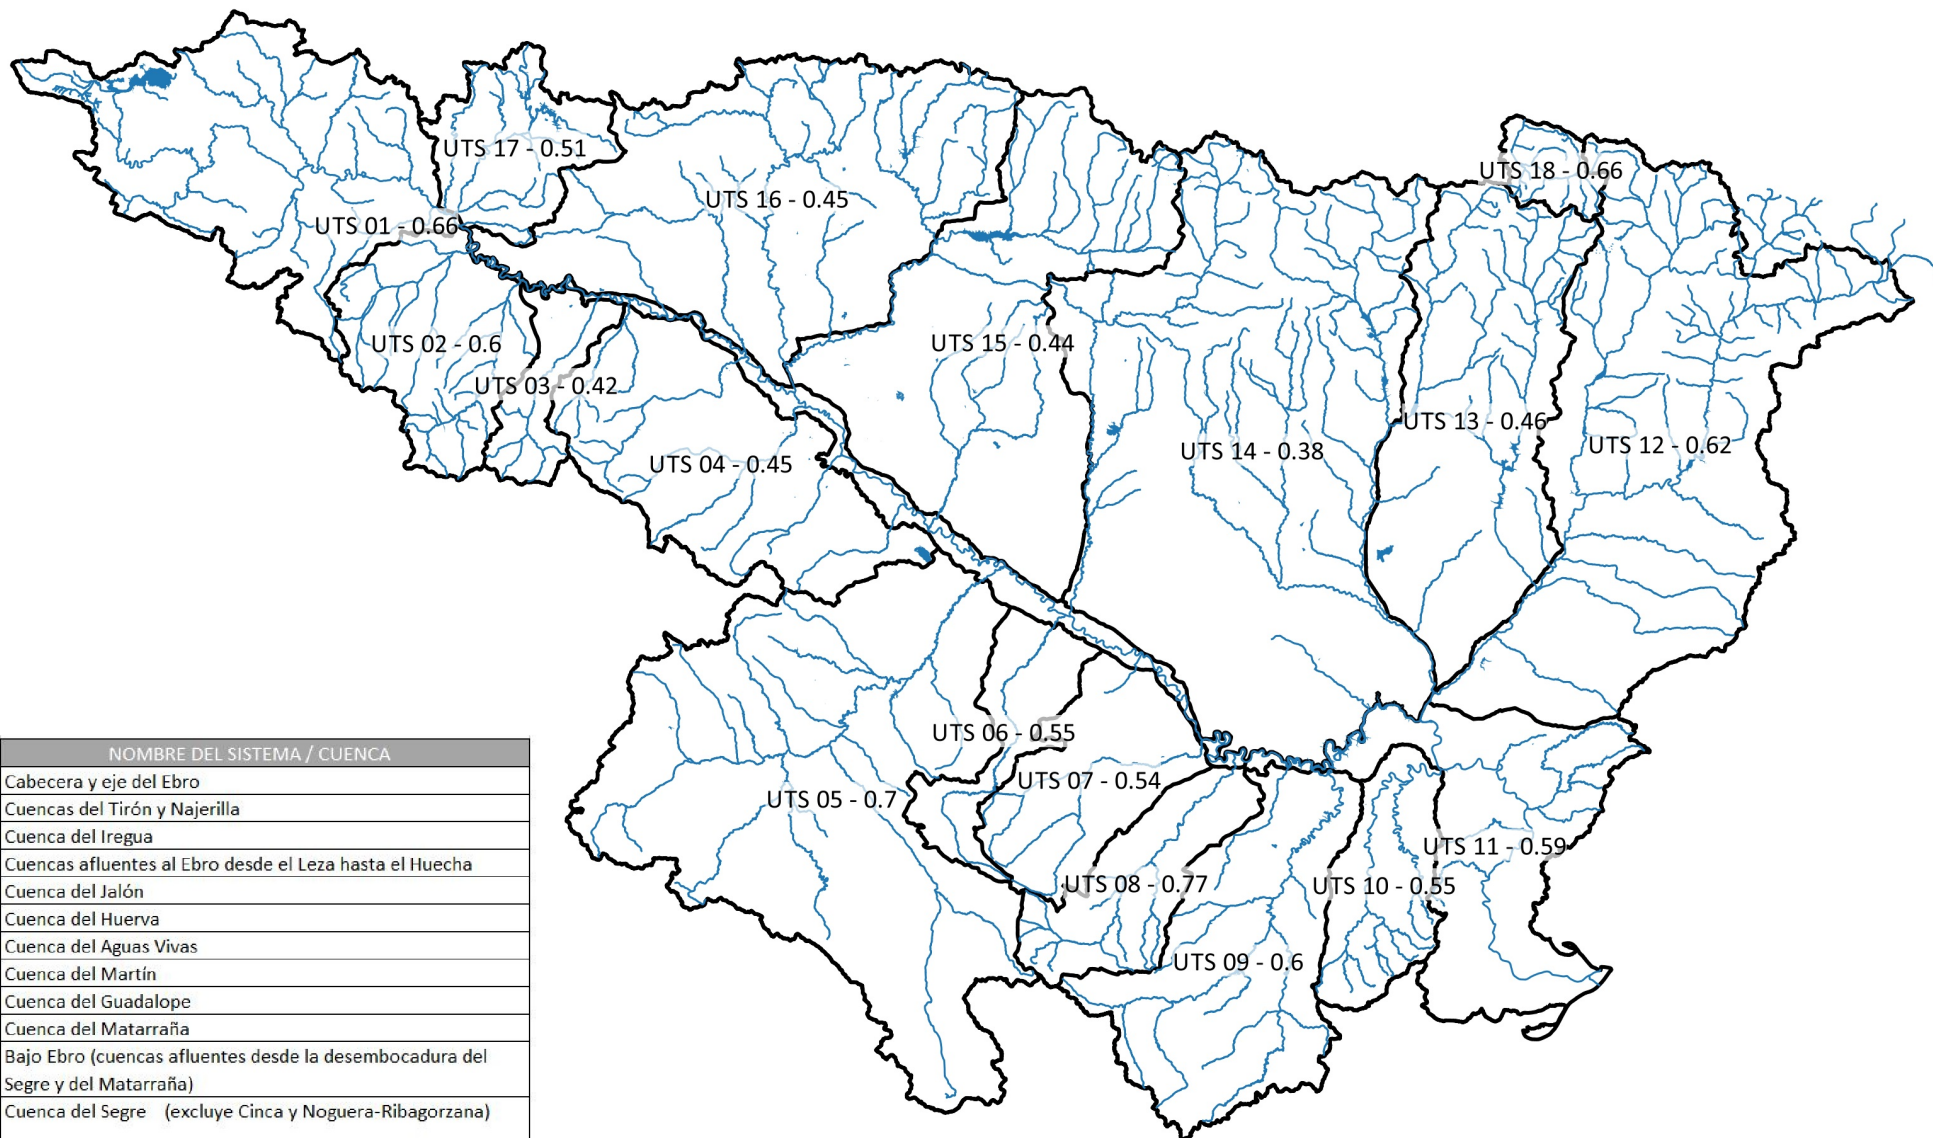 UTS 17 - 0.51
UTS 18 - 0.66
UTS 16 - 0.45
UTS 01 - 0.66
UTS 02 - 0.6
UTS 15 - 0.44
UTS 03 - 0.42
UTS 13 - 0.46
UTS 12 - 0.62
UTS 14 - 0.38
UTS 04 - 0.45
UTS 06 - 0.55
UTS 07 - 0.54
UTS 05 - 0.7
UTS 11 - 0.59
UTS 08 - 0.77
UTS 10 - 0.55
UTS 09 - 0.6
NOMBRE DEL SISTEMA / CUENCA
Cabecera y eje del Ebro
Cuencas del Tirón y Najerilla
Cuenca del Iregua
Cuencas afluentes al Ebro desde el Leza hasta el Huecha
Cuenca del Jalón
Cuenca del Huerva
Cuenca del Aguas Vivas
Cuenca del Martín
Cuenca del Guadalope
Cuenca del Matarraña
Bajo Ebro (cuencas afluentes desde la desembocadura del
Segre y del Matarraña)
Cuenca del Segre (excluye Cinca y Noguera-Ribagorzana)